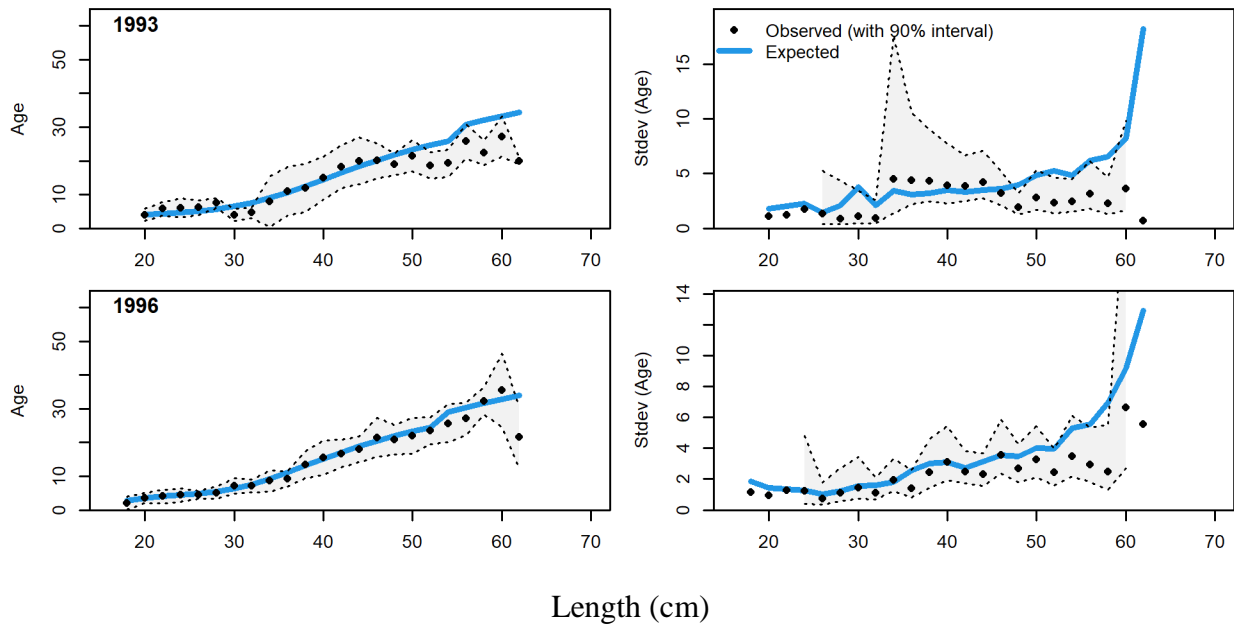 1993
Age
0 10 30 50
20 30 40 50 60 70
Observed (with 90% interval)
Expected
Stdev (Age)
0 5 10 15
20 30 40 50 60 70
1996
Age
0 10 30 50
20 30 40 50 60 70
Stdev (Age)
0 2 4 6 8 10 14
20 30 40 50 60 70
Length (cm)